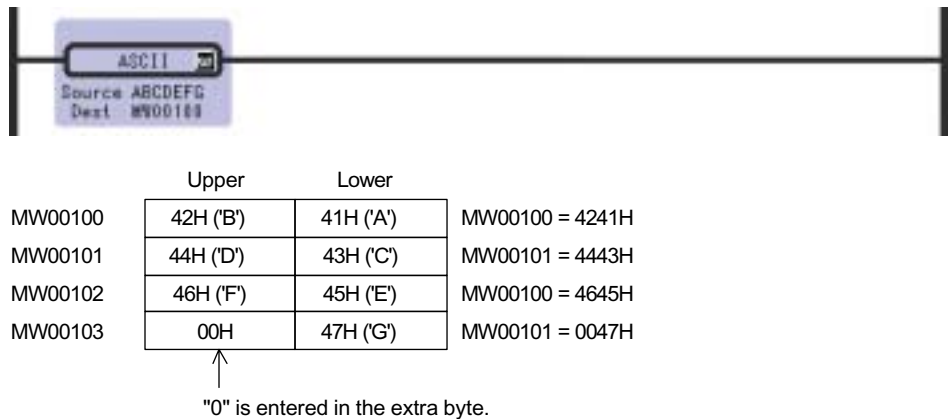 ASCII
Source ABCDEFG
Dest MW00100
Upper Lower
MW00100 42H ('B') 41H ('A') MW00100 = 4241H
MW00101 44H ('D') 43H ('C') MW00101 = 4443H
MW00102 46H ('F') 45H ('E') MW00100 = 4645H
MW00103 00H 47H ('G') MW00101 = 0047H
"0" is entered in the extra byte.